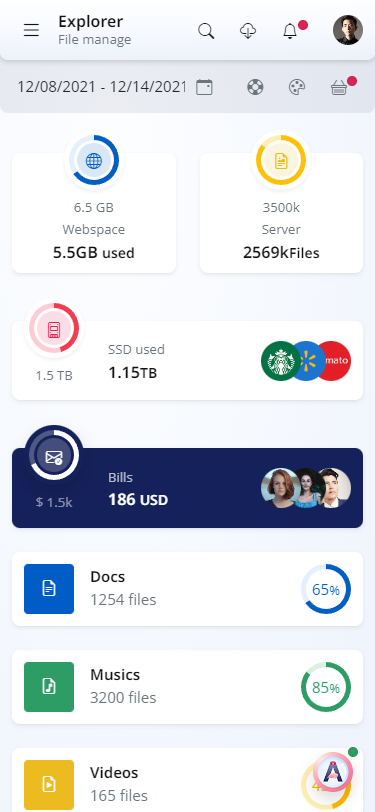 Explorer
File manage
12/08/2021 - 12/14/2021
6.5 GB
Webspace
5.5GB used
3500k
Server
2569kFiles
1.5 TB
SSD used
1.15TB
mato
$ 1.5k
Bills
186 USD
Docs
1254 files
65%
Musics
3200 files
85%
Videos
165 files